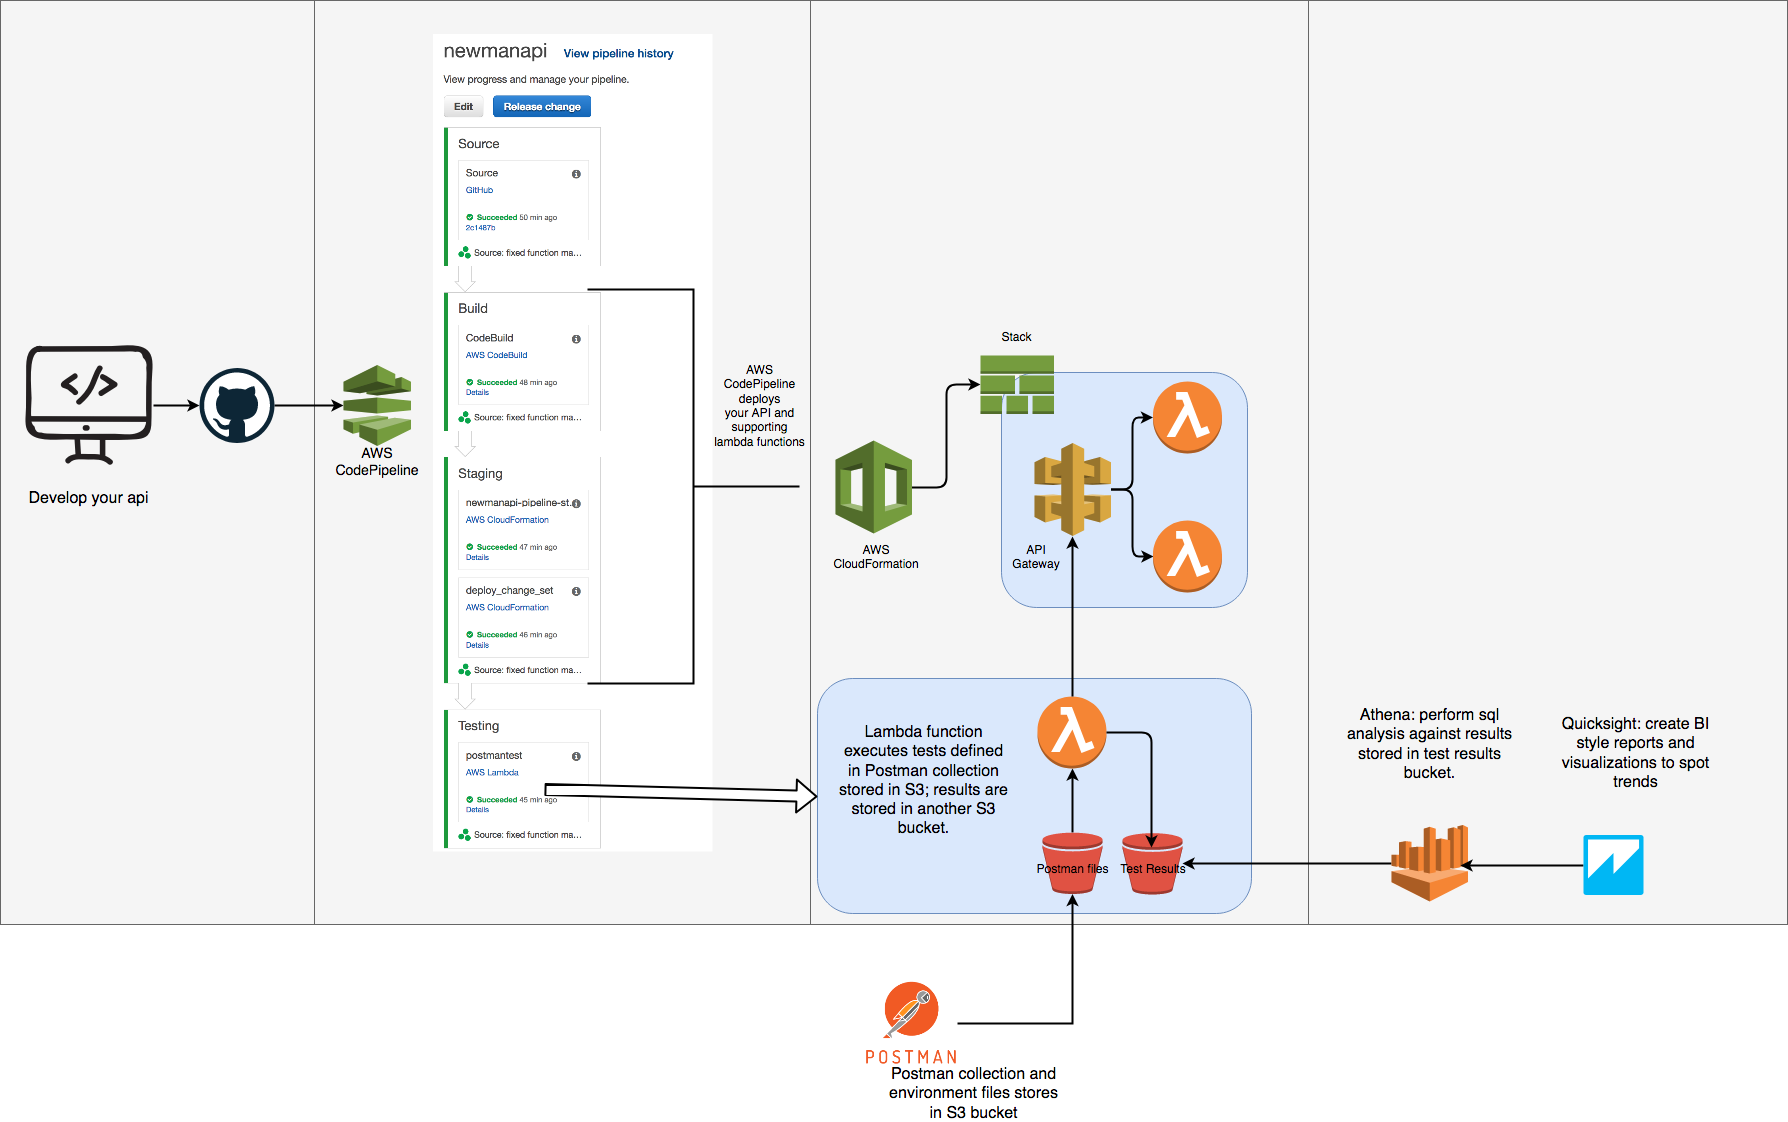 Develop your api
AWS
CodePipeline
newmanapi View pipeline history
View progress and manage your pipeline.
Edit Release change
Source
Source
GitHub
Succeeded 50 min ago
2c1487b
Source: fixed function ma...
Build
CodeBuild
AWS CodeBuild
Succeeded 48 min ago
Details
Source: fixed function ma...
Staging
newmanapi-pipeline-st.
AWS CloudFormation
Succeeded 47 min ago
Details
deploy_change_set
AWS CloudFormation
Succeeded 46 min ago
Details
Source: fixed function ma...
Testing
postmantest
AWS Lambda
Succeeded 45 min ago
Details
Source: fixed function ma...
AWS
CodePipeline
deploys
your API and
supporting
lambda functions
AWS
CloudFormation
Stack
API
Gateway
Lambda function
executes tests defined
in Postman collection
stored in S3; results are
stored in another S3
bucket.
Postman files
Test Results
Athena: perform sql
analysis against results
stored in test results
bucket.
Quicksight: create BI
style reports and
visualizations to spot
trends
POSTMAN
Postman collection and
environment files stores
in S3 bucket